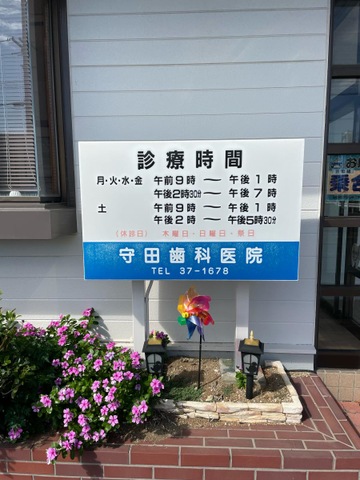 診療時間
月・火・水・金 午前9時〜午後1時
午後2時30分〜午後7時
土 午前9時〜午後1時
午後2時〜午後5時30分
(休診日) 木曜日・日曜日・祭日
守田歯科医院
TEL 37-1678